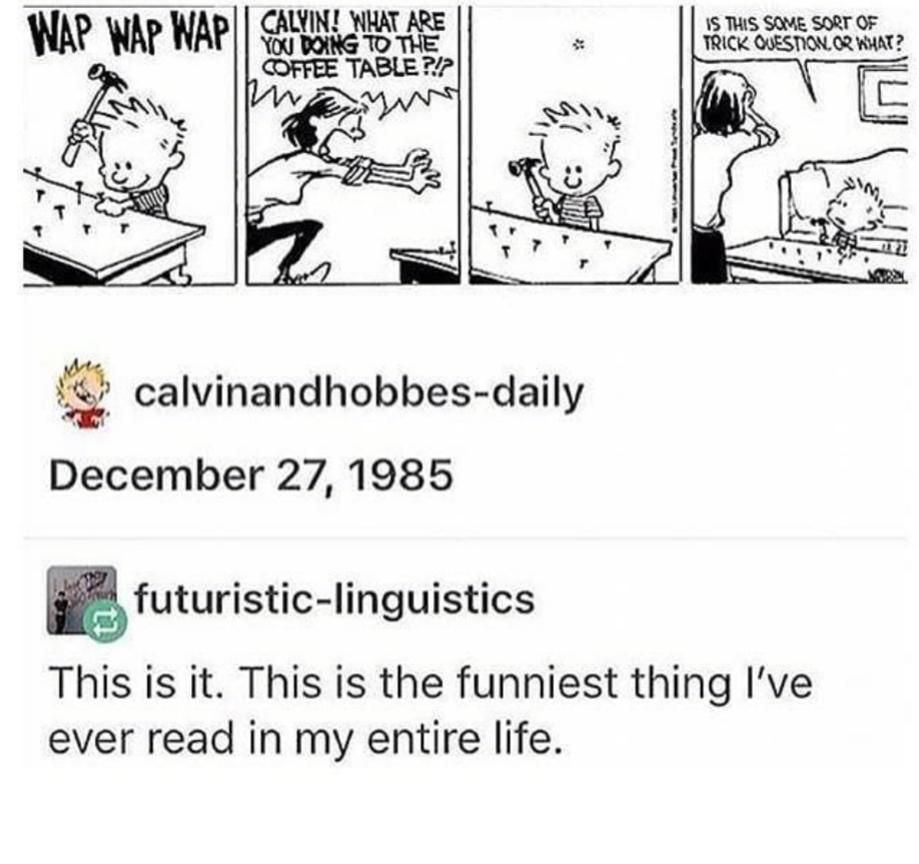 WAP WAP WAP
CALVIN! WHAT ARE
YOU DOING TO THE
COFFEE TABLE?!?
IS THIS SOME SORT OF
TRICK QUESTION, OR WHAT?
calvinandhobbes-daily
December 27, 1985
futuristic-linguistics
This is it. This is the funniest thing I've
ever read in my entire life.